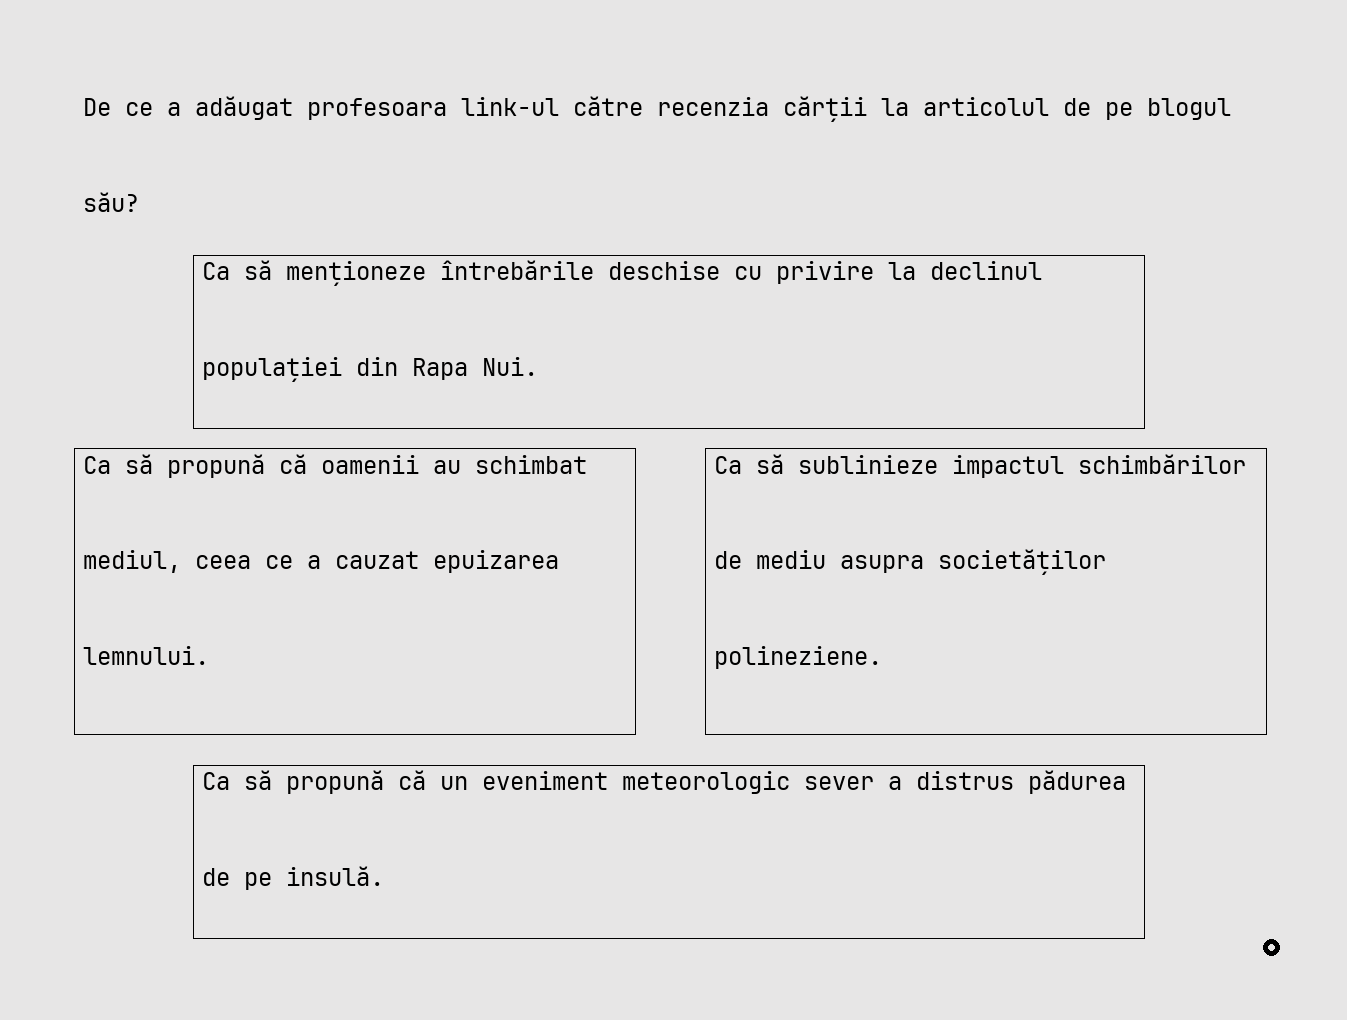 De ce a adăugat profesoara link-ul către recenzia cărții la articolul de pe blogul
său?
Ca să menționeze întrebările deschise cu privire la declinul
populației din Rapa Nui.
Ca să propună că oamenii au schimbat
mediul, ceea ce a cauzat epuizarea
lemnului.
Ca să sublinieze impactul schimbărilor
de mediu asupra societăților
polineziene.
Ca să propună că un eveniment meteorologic sever a distrus pădurea
de pe insulă.